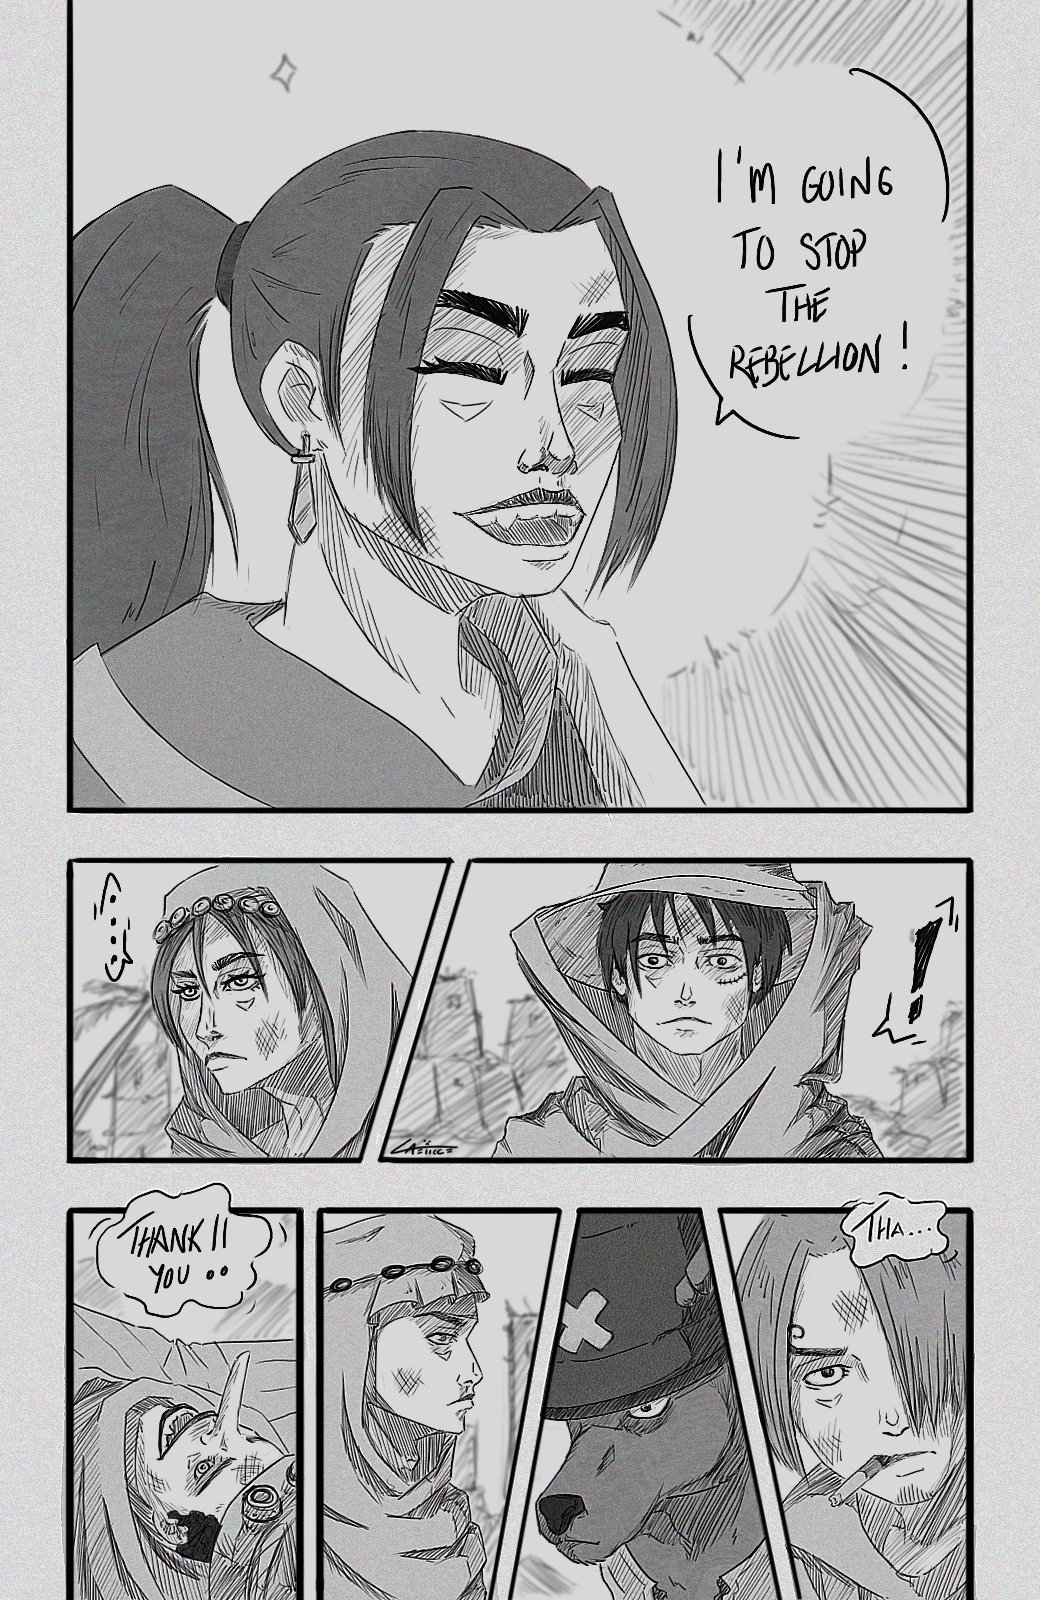 I'M GOING
TO STOP
THE
REBELLION!
....
!
THANK !!
YOU ..
THA....